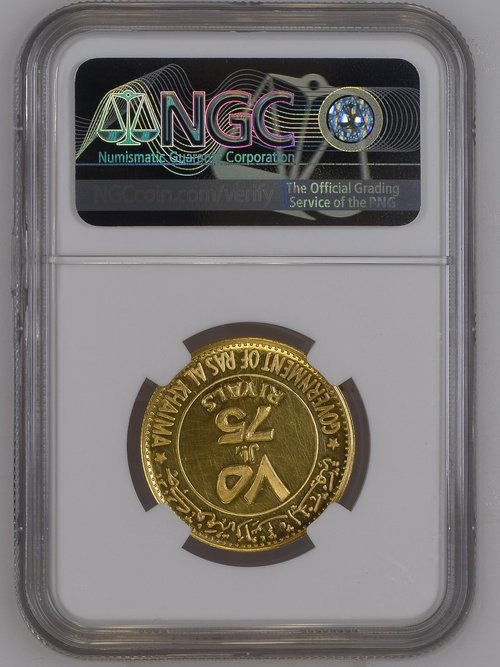 NGC
Numismatic Guaranty Corporation
NGCcoin.com/verify
The Official Grading
Service of the PNG
٧٥
ريال
75
RIYALS
★ GOVERNMENT OF RAS AL KHAIMA ★